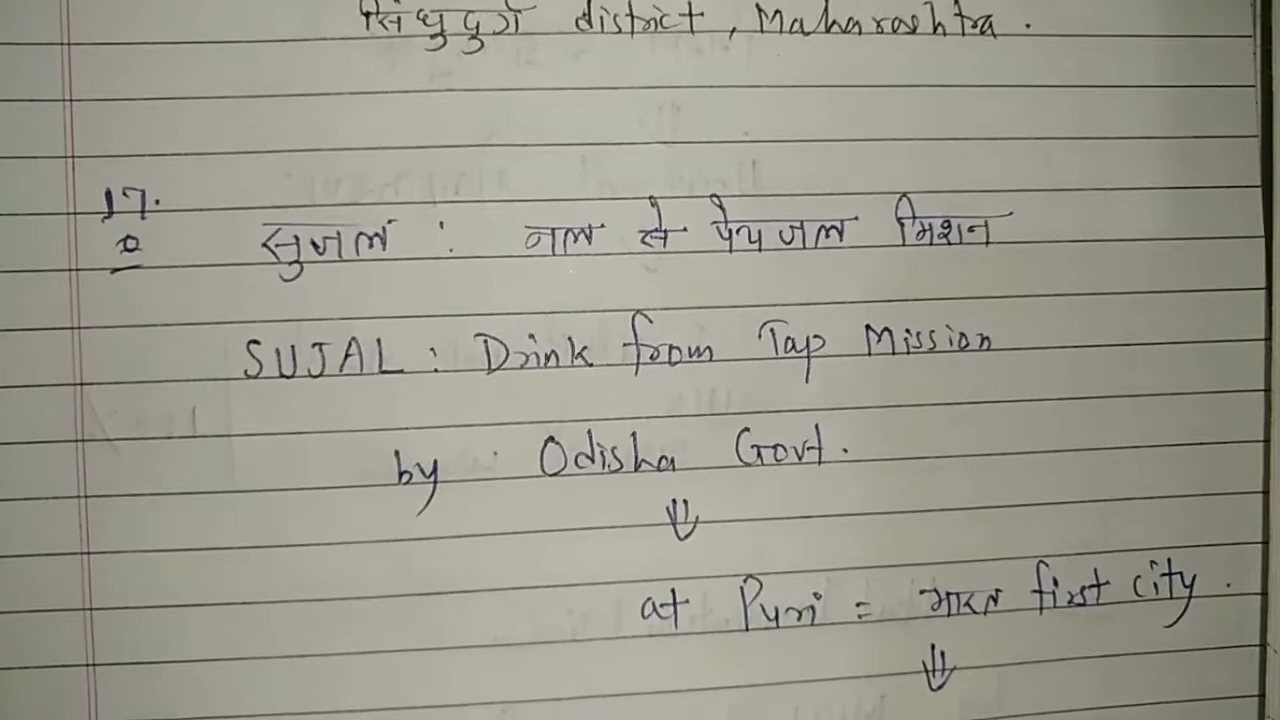 सिंधुदुर्ग district, Maharashtra.
17.
सुजल : नल से पेयजल मिशन
SUJAL : Drink from Tap Mission
by Odisha Govt.
⇓
at Puri = भारत first city.
⇓